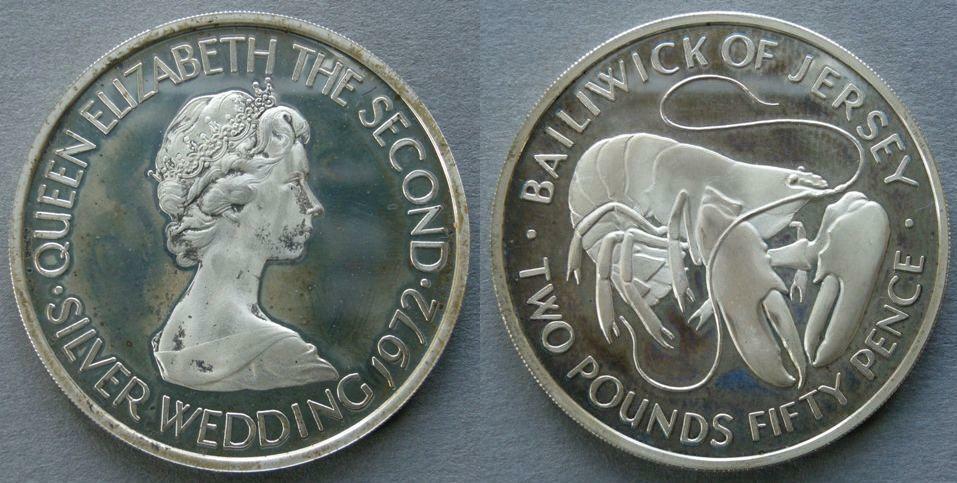 QUEEN ELIZABETH THE SECOND
· SILVER WEDDING 1972 ·
BAILIWICK OF JERSEY
· TWO POUNDS FIFTY PENCE ·